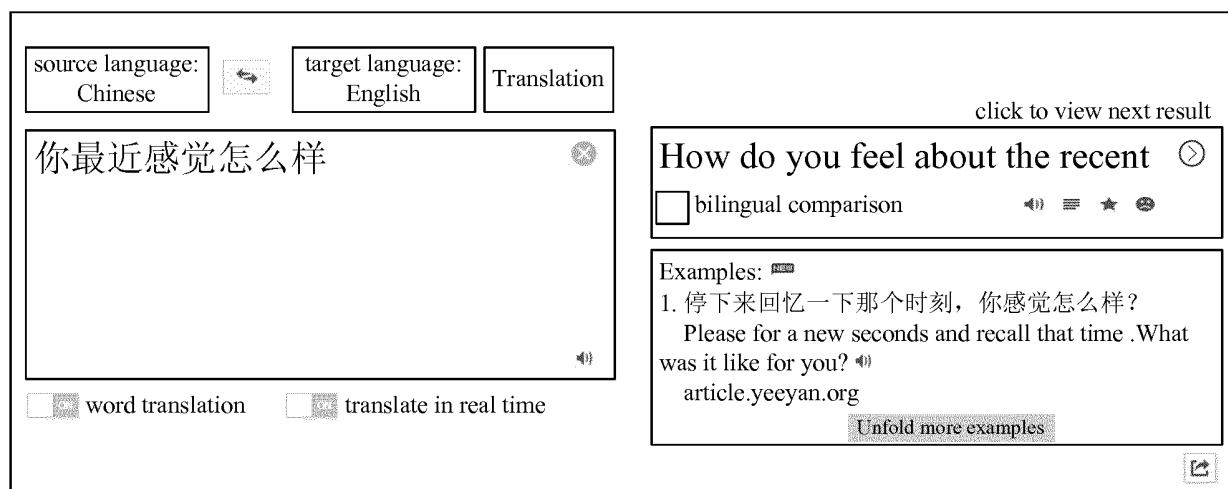 source language:
Chinese
target language:
English
Translation
click to view next result
你最近感觉怎么样
How do you feel about the recent
bilingual comparison
Examples: NEW
1. 停下来回忆一下那个时刻，你感觉怎么样？
Please for a new seconds and recall that time .What
was it like for you?
article.yeeyan.org
Unfold more examples
ON word translation
ON translate in real time